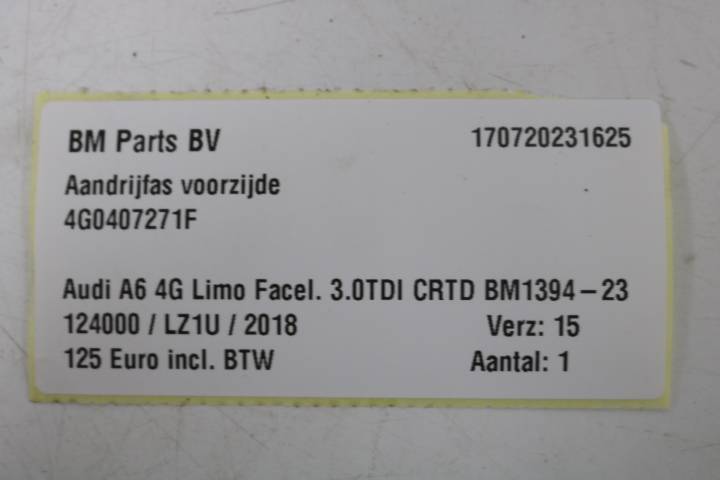 BM Parts BV 170720231625
Aandrijfas voorzijde
4G0407271F
Audi A6 4G Limo Facel. 3.0TDI CRTD BM1394-23
124000 / LZ1U / 2018 Verz: 15
125 Euro incl. BTW Aantal: 1